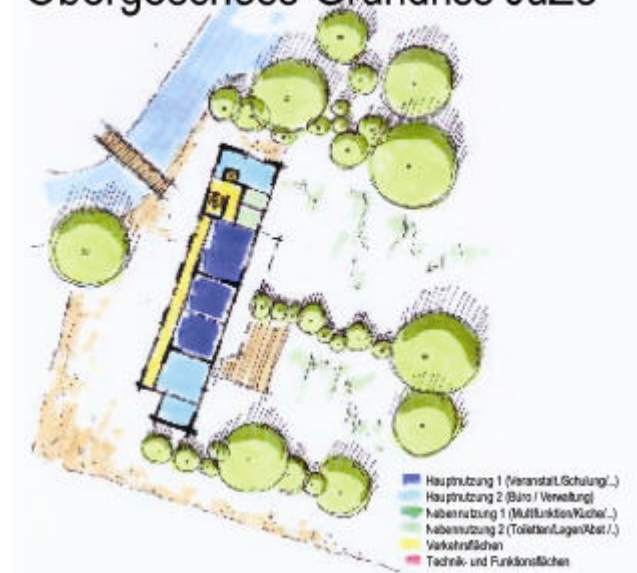 Obergeschoss Grundriss JuZe
Hauptnutzung 1 (Veranstalt./Schulung/..)
Hauptnutzung 2 (Büro / Verwaltung)
Nebennutzung 1 (Multifunktion/Küche/..)
Nebennutzung 2 (Toiletten/Lager/Abst /..)
Verkehrsflächen
Technik- und Funktionsflächen